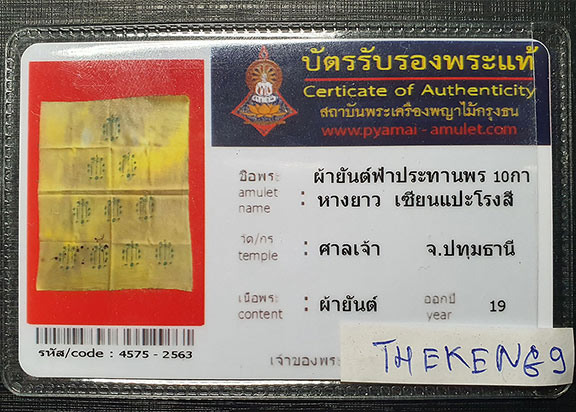 บัตรรับรองพระแท้
Certicate of Authenticity
สถาบันพระเครื่องพญาไม้กรุงธน
www.pyamai-amulet.com
ชื่อพระ
amulet
name
: ผ้ายันต์ฟ้าประทานพร 10กา
หางยาว เซียนแปะโรงสี
วัด/กรุ
temple
: ศาลเจ้า จ.ปทุมธานี
เนื้อพระ
content
: ผ้ายันต์
ออกปี
year
19
รหัส/code : 4575 - 2563
เจ้าของพระ
THEKENG9